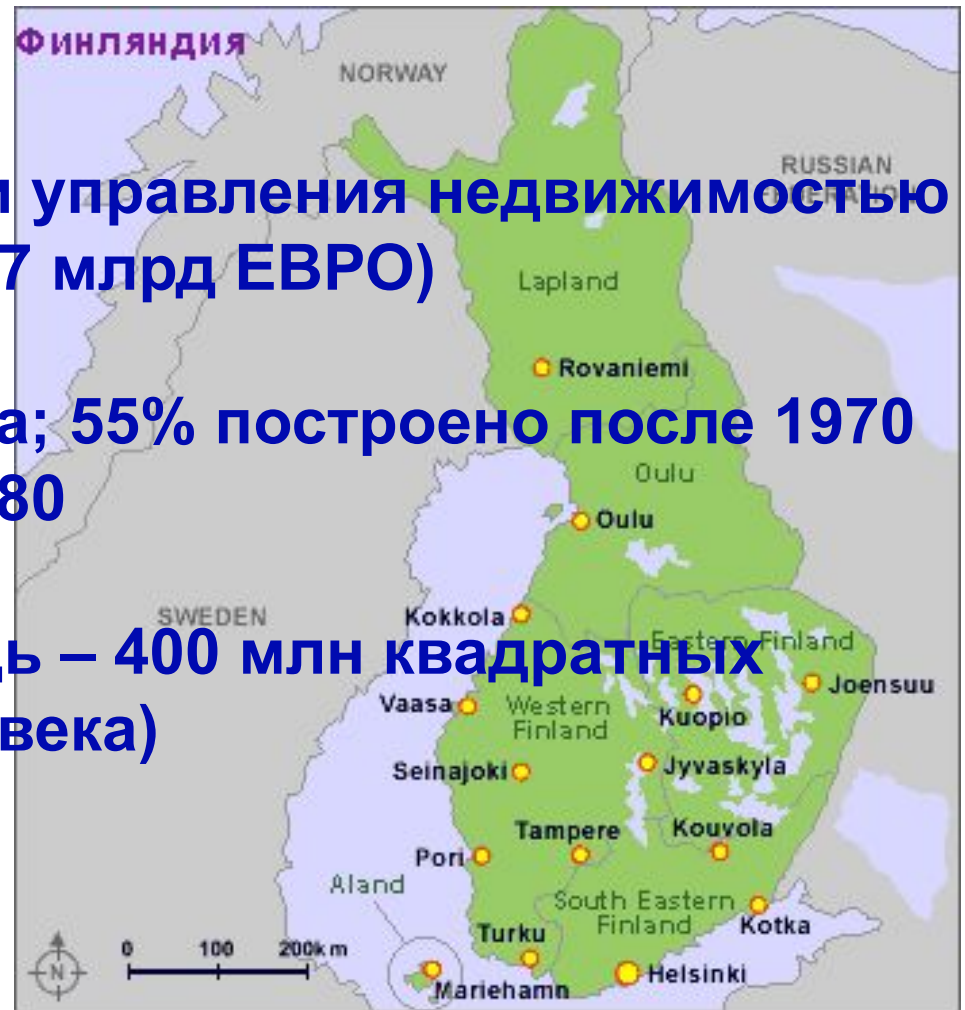 Финляндия
NORWAY
RUSSIAN
FEDERATION
и управления недвижимостью
7 млрд ЕВРО)
Lapland
Rovaniemi
а; 55% построено после 1970
80
Oulu
Oulu
SWEDEN
Kokkola
Eastern Finland
дь – 400 млн квадратных
Joensuu
Vaasa
Western
Finland
Kuopio
века)
Seinajoki
Jyvaskyla
Tampere
Kouvola
Pori
Aland
South Eastern
Finland
Kotka
Turku
0 100 200km
N
Helsinki
Mariehamn